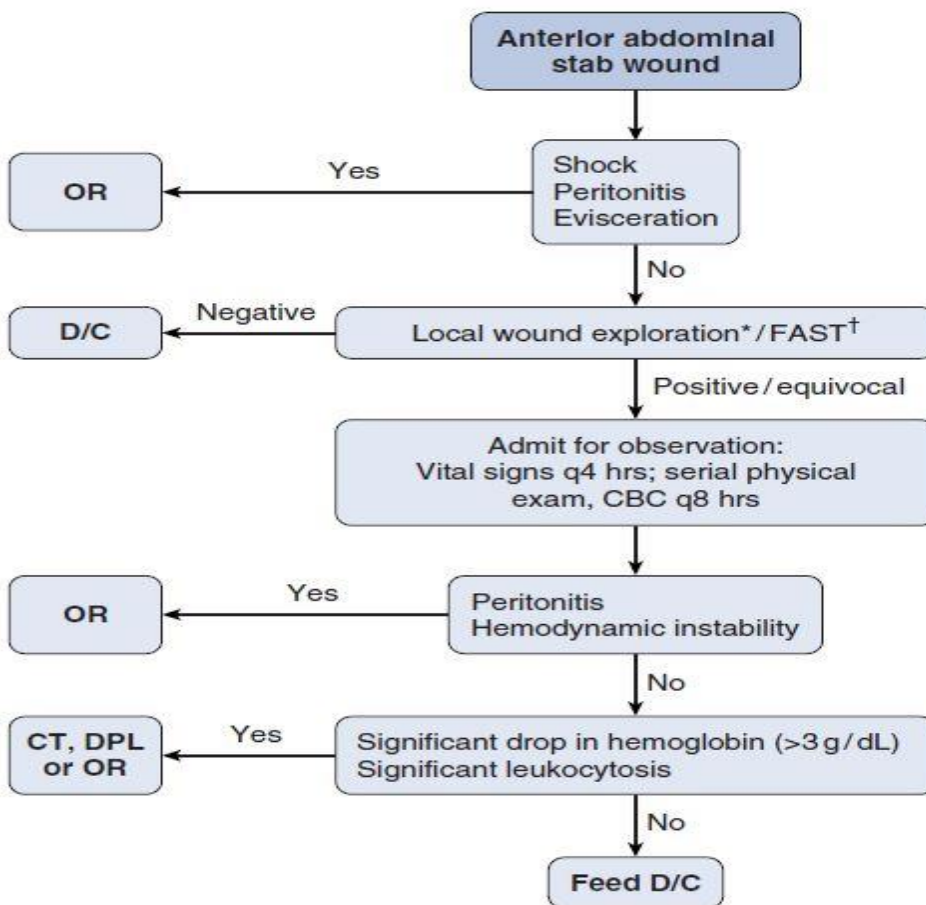 Anterior abdominal
stab wound
Yes
OR
Shock
Peritonitis
Evisceration
No
Negative
D/C
Local wound exploration*/FAST†
Positive/equivocal
Admit for observation:
Vital signs q4 hrs; serial physical
exam, CBC q8 hrs
Yes
OR
Peritonitis
Hemodynamic instability
No
CT, DPL
or OR
Yes
Significant drop in hemoglobin (>3 g/dL)
Significant leukocytosis
No
Feed D/C